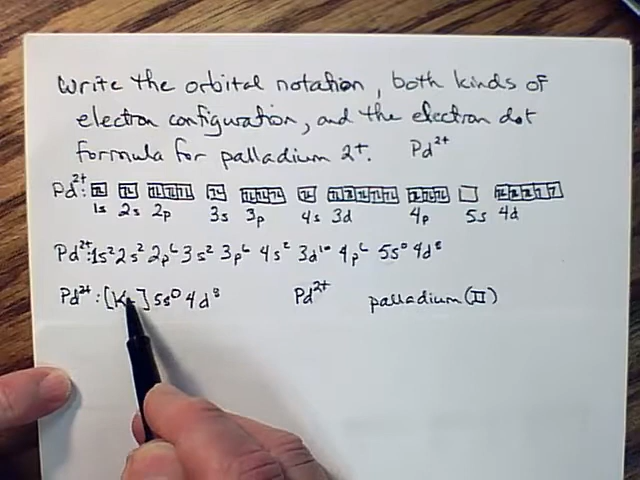 Write the orbital notation, both kinds of
electron configuration, and the electron dot
formula for palladium 2+. Pd²⁺
Pd²⁺:
1s 2s 2p 3s 3p 4s 3d 4p 5s 4d
Pd²⁺: 1s² 2s² 2p⁶ 3s² 3p⁶ 4s² 3d¹⁰ 4p⁶ 5s⁰ 4d⁸
Pd²⁺: [Kr] 5s⁰ 4d⁸ Pd²⁺ palladium (II)